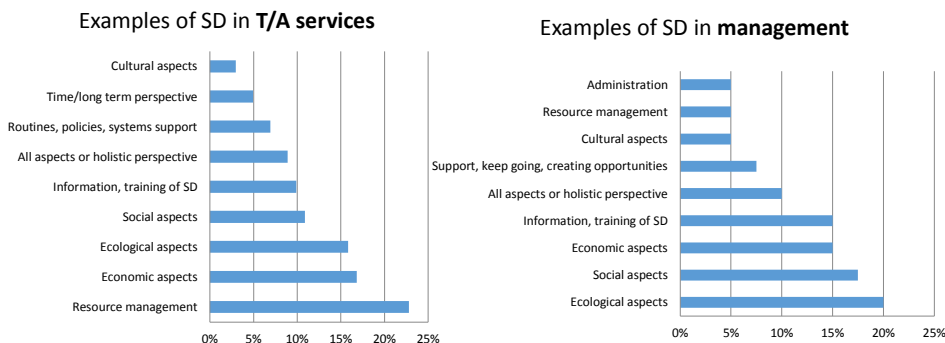 Examples of SD in T/A services
Cultural aspects
Time/long term perspective
Routines, policies, systems support
All aspects or holistic perspective
Information, training of SD
Social aspects
Ecological aspects
Economic aspects
Resource management
0% 5% 10% 15% 20% 25%
Examples of SD in management
Administration
Resource management
Cultural aspects
Support, keep going, creating opportunities
All aspects or holistic perspective
Information, training of SD
Economic aspects
Social aspects
Ecological aspects
0% 5% 10% 15% 20% 25%